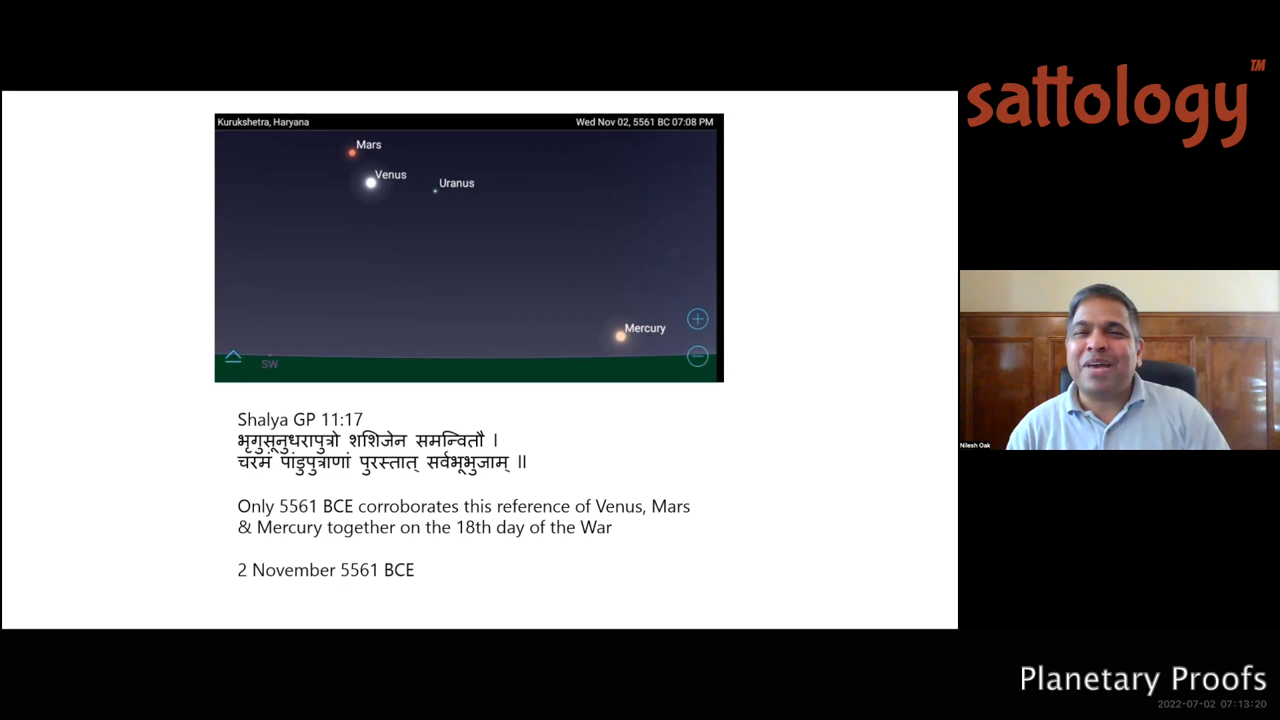 sattology™
Kurukshetra, Haryana
Wed Nov 02, 5561 BC 07:08 PM
Mars
Venus
Uranus
Mercury
SW
Shalya GP 11:17
भृगुसूनुधरापुत्रो शशिजेन समन्वितौ ।
चरमं पांडुपुत्राणां पुरस्तात् सर्वभूभुजाम् ॥
Only 5561 BCE corroborates this reference of Venus, Mars
& Mercury together on the 18th day of the War
2 November 5561 BCE
Nilesh Oak
Planetary Proofs
2022-07-02 07:13:20